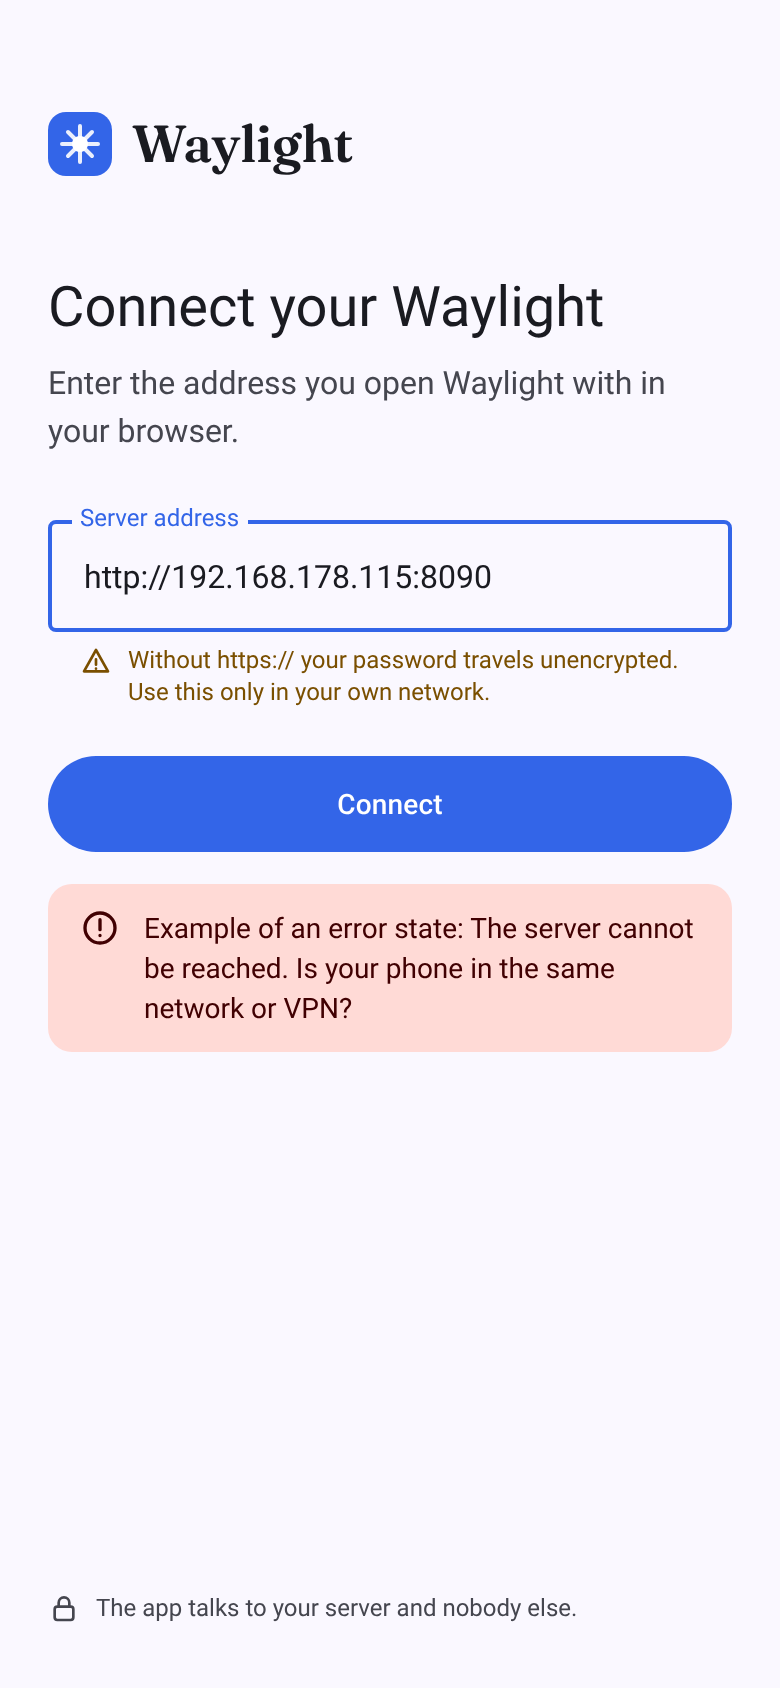 Waylight
Connect your Waylight
Enter the address you open Waylight with in
your browser.
Server address
http://192.168.178.115:8090
Without https:// your password travels unencrypted.
Use this only in your own network.
Connect
Example of an error state: The server cannot
be reached. Is your phone in the same
network or VPN?
The app talks to your server and nobody else.